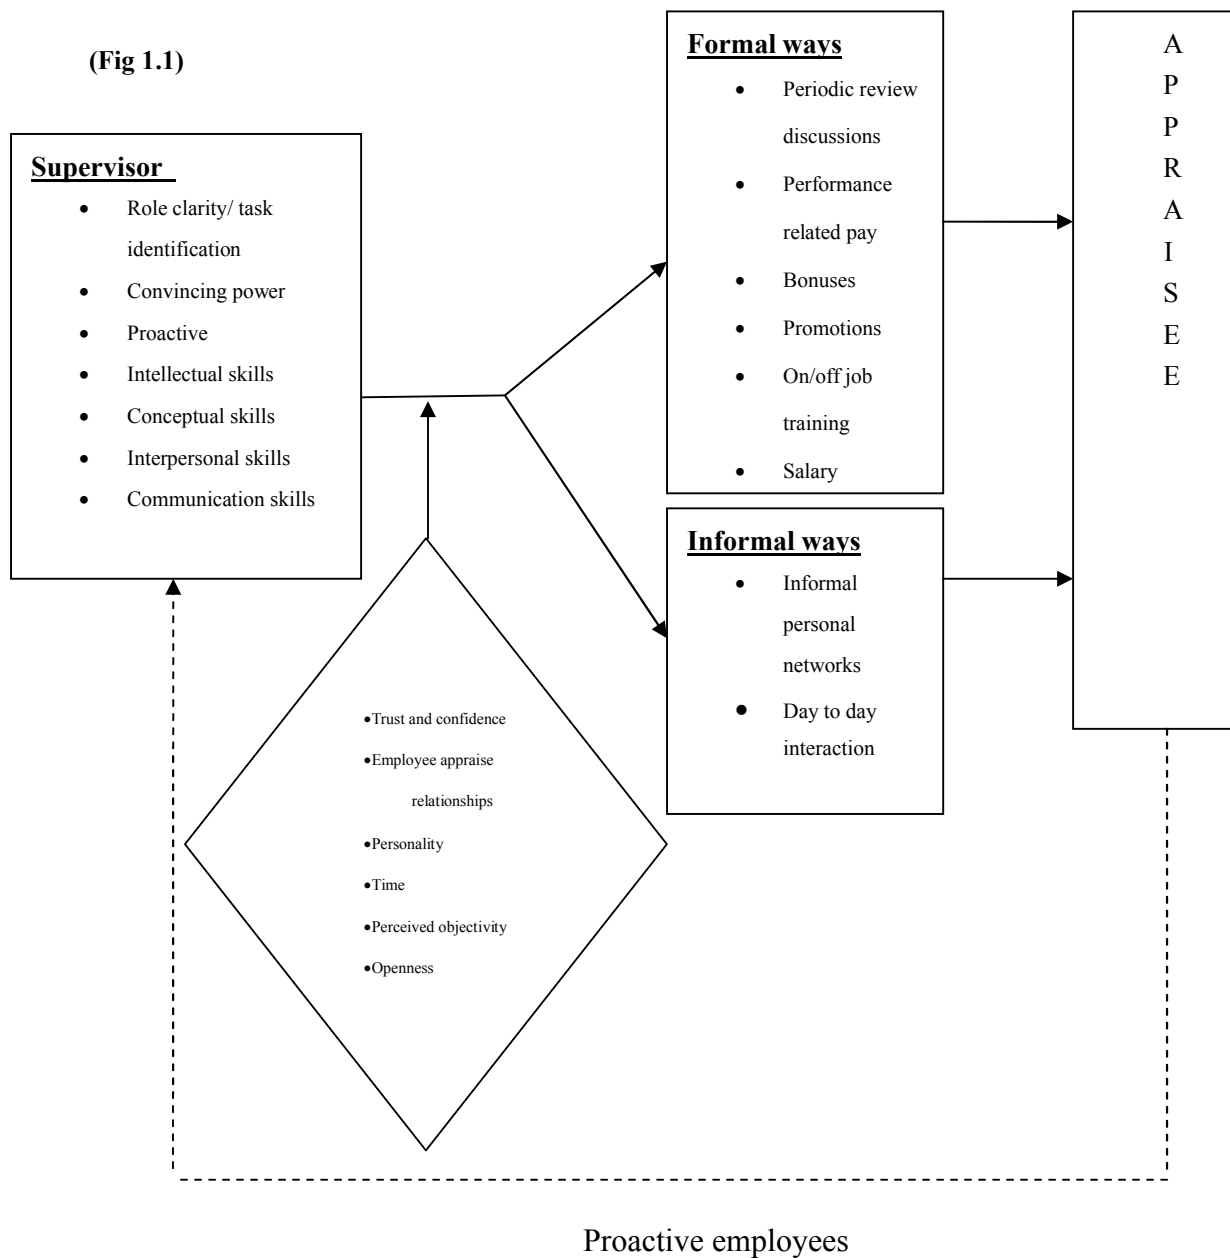 (Fig 1.1)
Supervisor
• Role clarity/ task
identification
• Convincing power
• Proactive
• Intellectual skills
• Conceptual skills
• Interpersonal skills
• Communication skills
Formal ways
• Periodic review
discussions
• Performance
related pay
• Bonuses
• Promotions
• On/off job
training
• Salary
Informal ways
• Informal
personal
networks
• Day to day
interaction
A
P
P
R
A
I
S
E
E
•Trust and confidence
•Employee appraise
relationships
•Personality
•Time
•Perceived objectivity
•Openness
Proactive employees